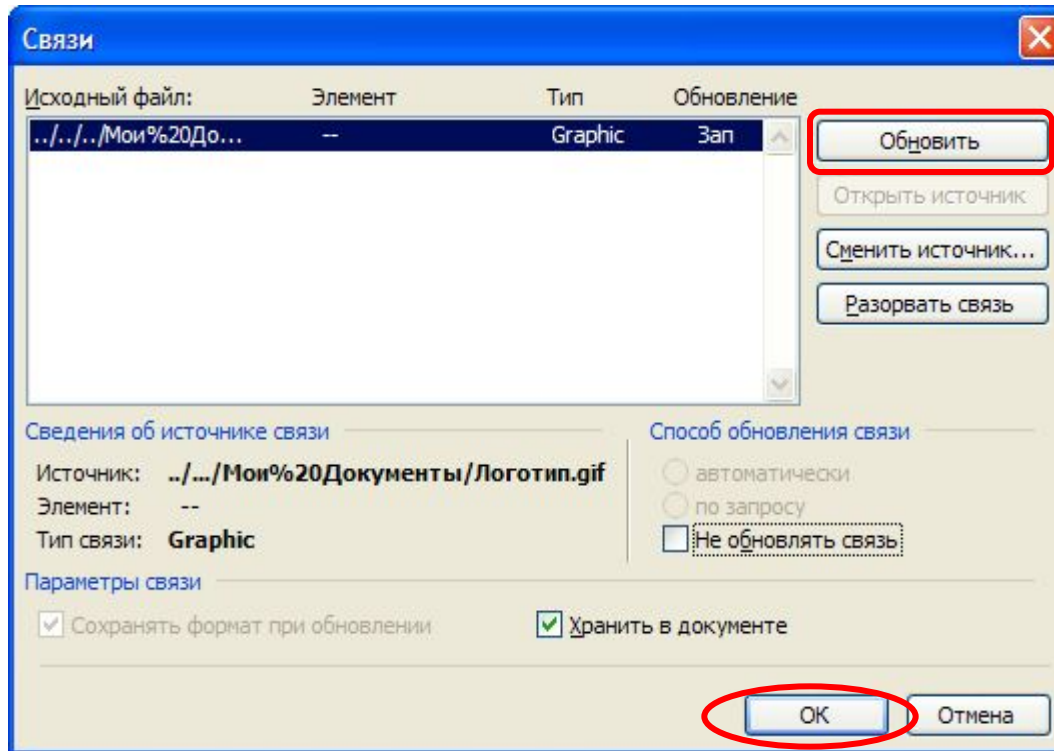 Связи
Исходный файл: Элемент Тип Обновление
../../../Мои%20До... -- Graphic Зап
Обновить
Открыть источник
Сменить источник...
Разорвать связь
Сведения об источнике связи
Источник: ../.../Мои%20Документы/Логотип.gif
Элемент: --
Тип связи: Graphic
Способ обновления связи
автоматически
по запросу
Не обновлять связь
Параметры связи
Сохранять формат при обновлении
Хранить в документе
ОК
Отмена